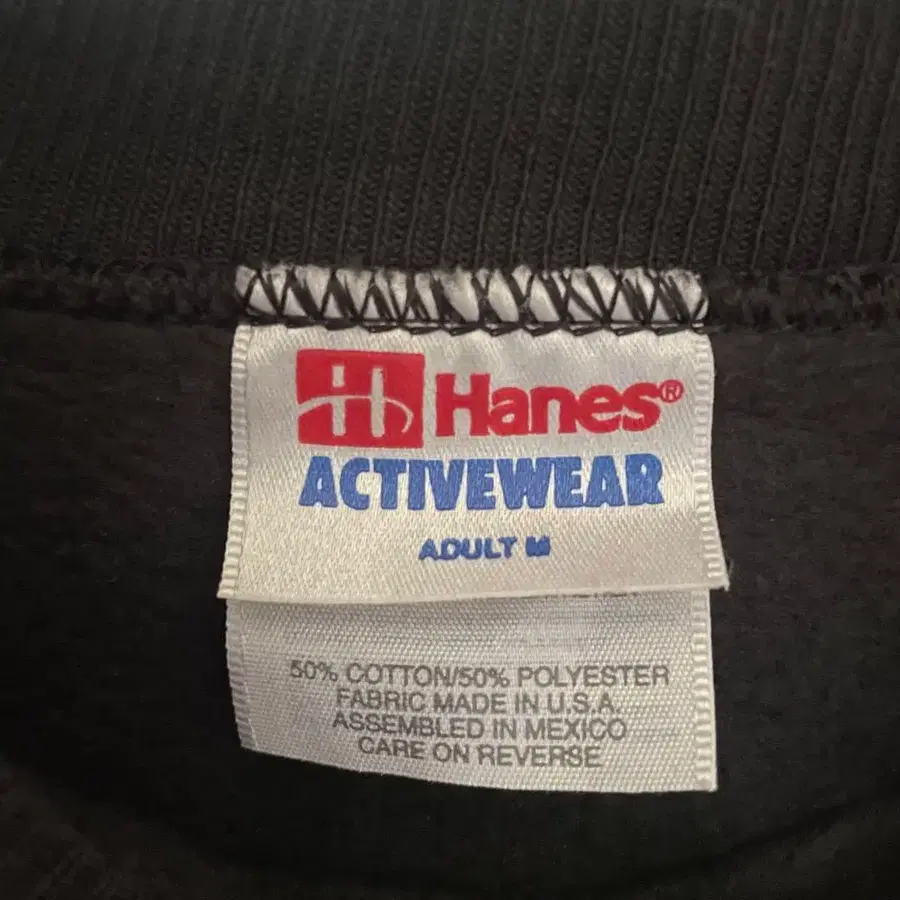 H Hanes®
ACTIVEWEAR
ADULT M
50% COTTON/50% POLYESTER
FABRIC MADE IN U.S.A.
ASSEMBLED IN MEXICO
CARE ON REVERSE